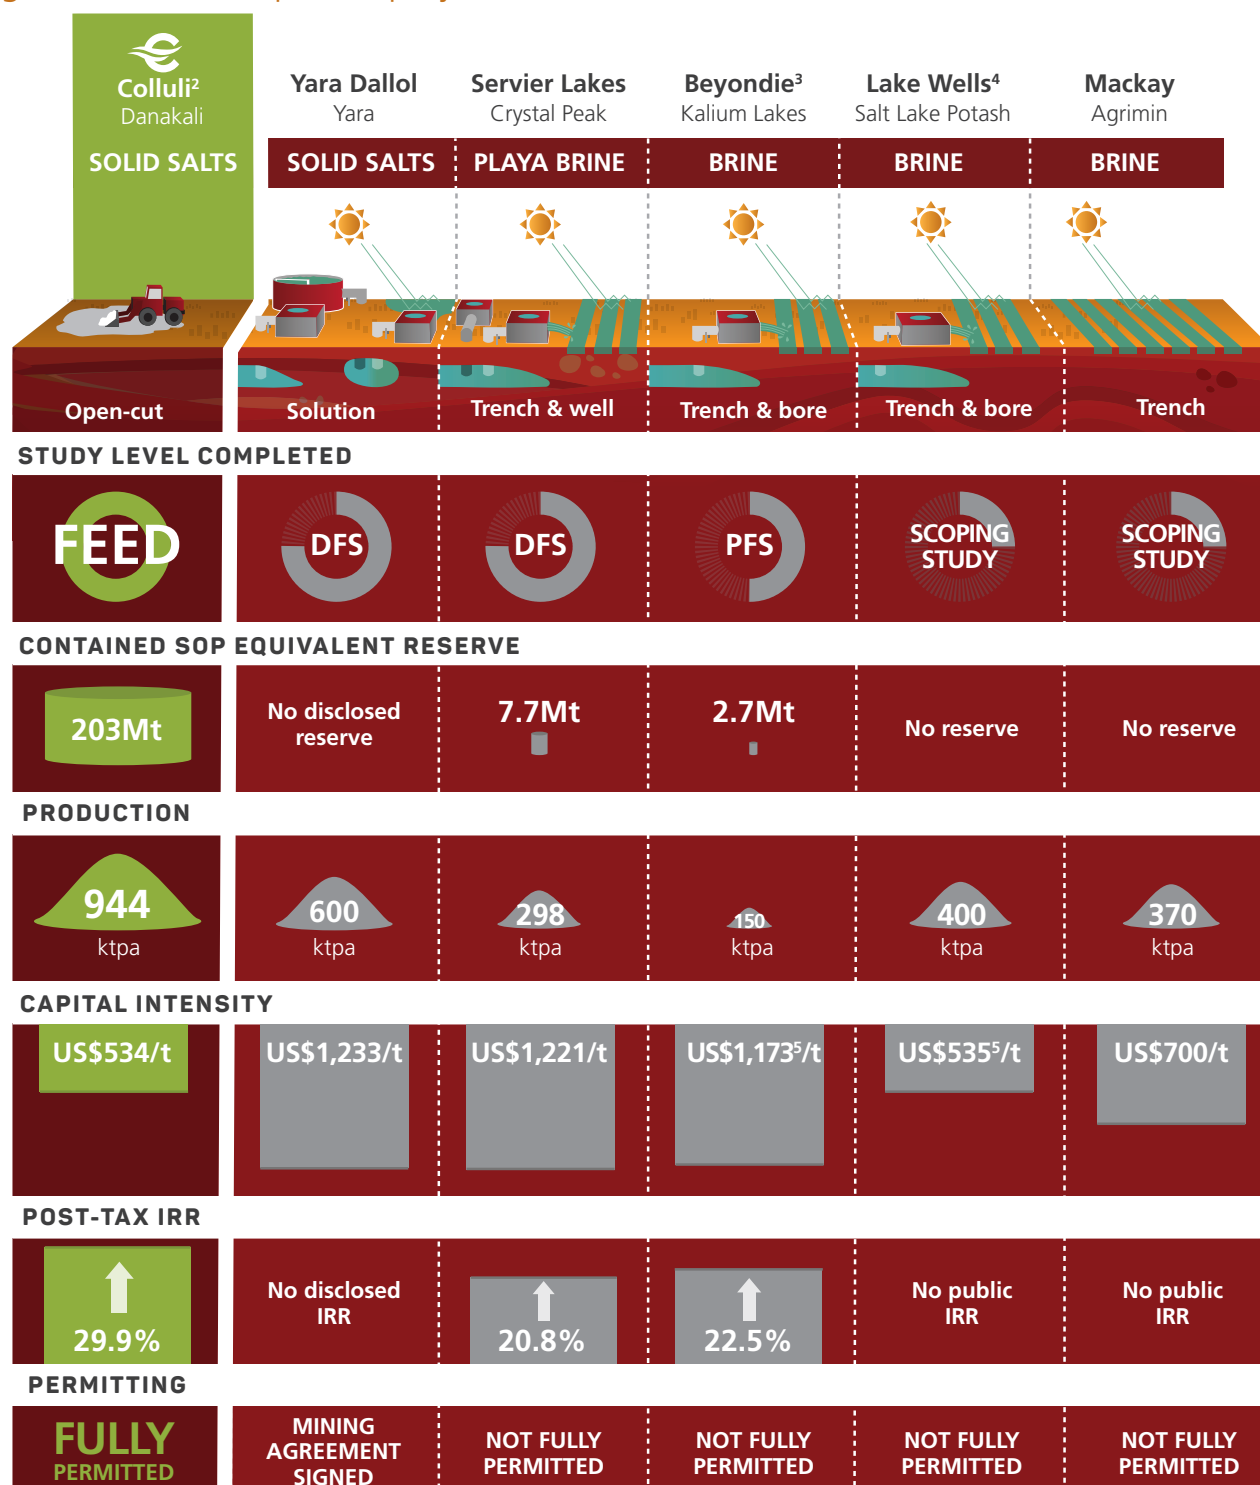 Colluli²
Danakali
SOLID SALTS
Yara Dallol
Yara
SOLID SALTS
Servier Lakes
Crystal Peak
PLAYA BRINE
Beyondie³
Kalium Lakes
BRINE
Lake Wells⁴
Salt Lake Potash
BRINE
Mackay
Agrimin
BRINE
Open-cut
Solution
Trench & well
Trench & bore
Trench & bore
Trench
STUDY LEVEL COMPLETED
FEED
DFS
DFS
PFS
SCOPING
STUDY
SCOPING
STUDY
CONTAINED SOP EQUIVALENT RESERVE
203Mt
No disclosed
reserve
7.7Mt
2.7Mt
No reserve
No reserve
PRODUCTION
944
ktpa
600
ktpa
298
ktpa
150
ktpa
400
ktpa
370
ktpa
CAPITAL INTENSITY
US$534/t
US$1,233/t
US$1,221/t
US$1,173⁵/t
US$535⁵/t
US$700/t
POST-TAX IRR
29.9%
No disclosed
IRR
20.8%
22.5%
No public
IRR
No public
IRR
PERMITTING
FULLY
PERMITTED
MINING
AGREEMENT
SIGNED
NOT FULLY
PERMITTED
NOT FULLY
PERMITTED
NOT FULLY
PERMITTED
NOT FULLY
PERMITTED